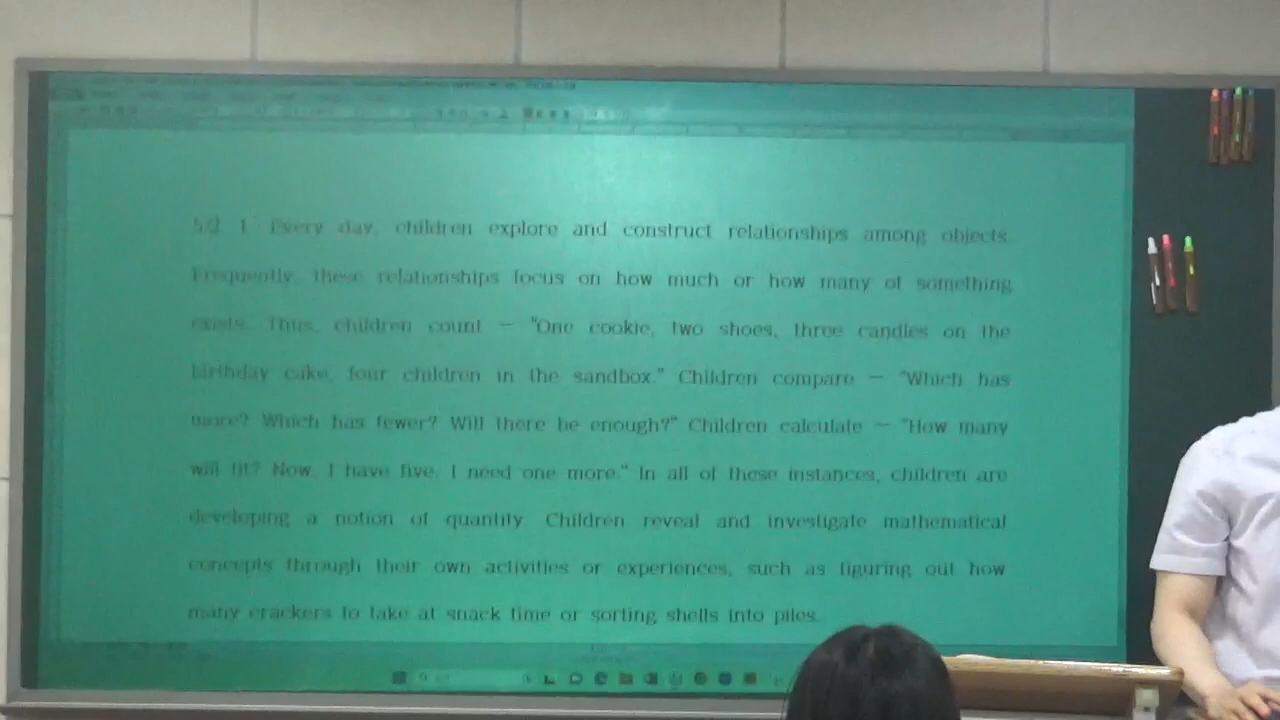 5강 1 Every day, children explore and construct relationships among objects.
Frequently, these relationships focus on how much or how many of something
exists. Thus, children count － "One cookie, two shoes, three candles on the
birthday cake, four children in the sandbox." Children compare － "Which has
more? Which has fewer? Will there be enough?" Children calculate － "How many
will fit? Now, I have five. I need one more." In all of these instances, children are
developing a notion of quantity. Children reveal and investigate mathematical
concepts through their own activities or experiences, such as figuring out how
many crackers to take at snack time or sorting shells into piles.